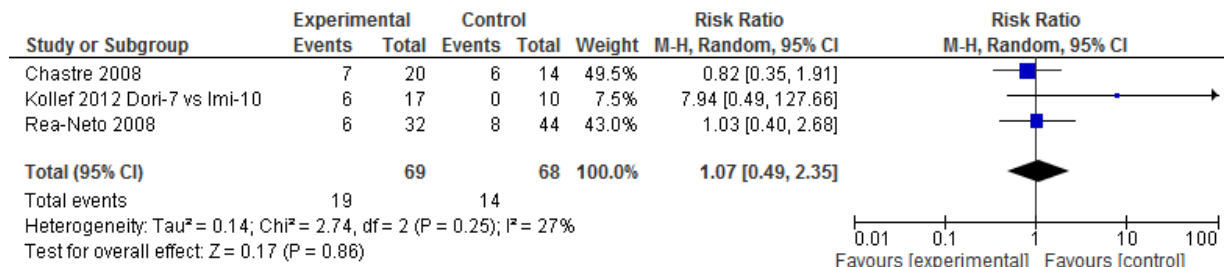 Experimental Control Risk Ratio Risk Ratio
Study or Subgroup Events Total Events Total Weight M-H, Random, 95% CI M-H, Random, 95% CI
Chastre 2008 7 20 6 14 49.5% 0.82 [0.35, 1.91]
Kollef 2012 Dori-7 vs Imi-10 6 17 0 10 7.5% 7.94 [0.49, 127.66]
Rea-Neto 2008 6 32 8 44 43.0% 1.03 [0.40, 2.68]
Total (95% CI) 69 68 100.0% 1.07 [0.49, 2.35]
Total events 19 14
Heterogeneity: Tau² = 0.14; Chi² = 2.74, df = 2 (P = 0.25); I² = 27%
Test for overall effect: Z = 0.17 (P = 0.86)
0.01 0.1 1 10 100
Favours [experimental] Favours [control]